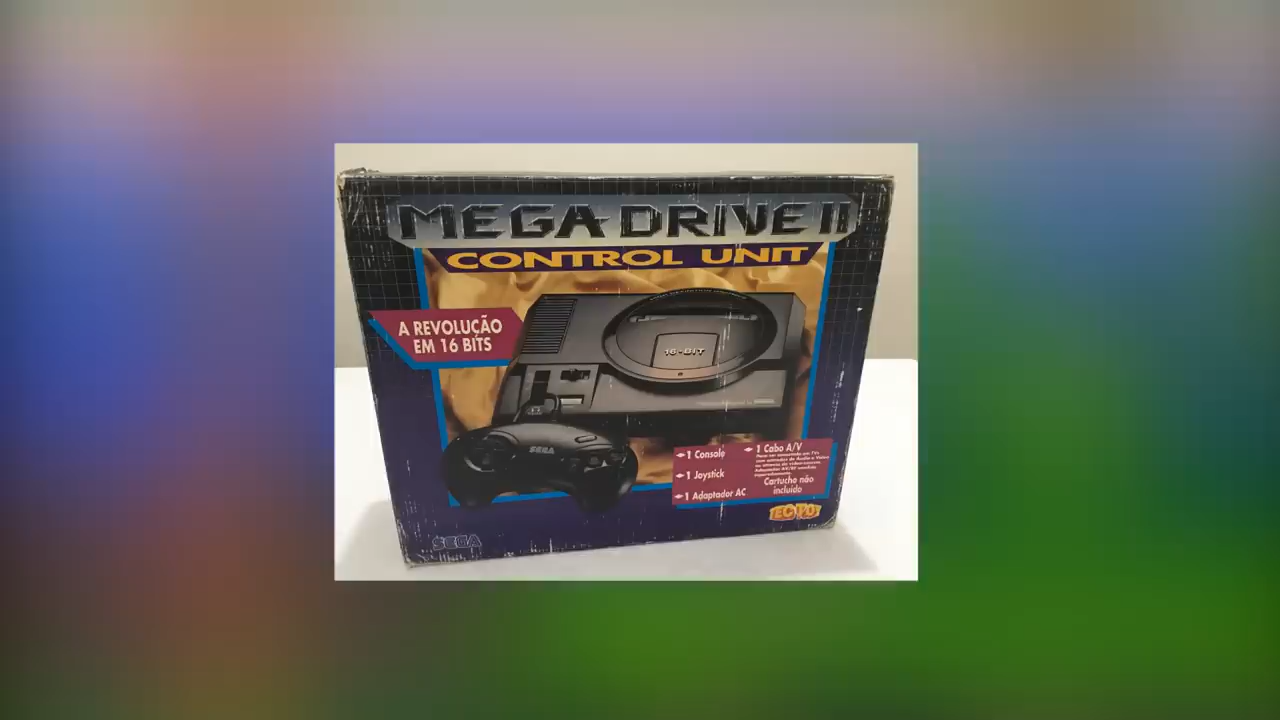 MEGA DRIVE II
CONTROL UNIT
A REVOLUÇÃO
EM 16 BITS
16-BIT
SEGA
1 Console
1 Joystick
1 Adaptador AC
1 Cabo A/V
Cartucho não
incluído
TECTOY
SEGA